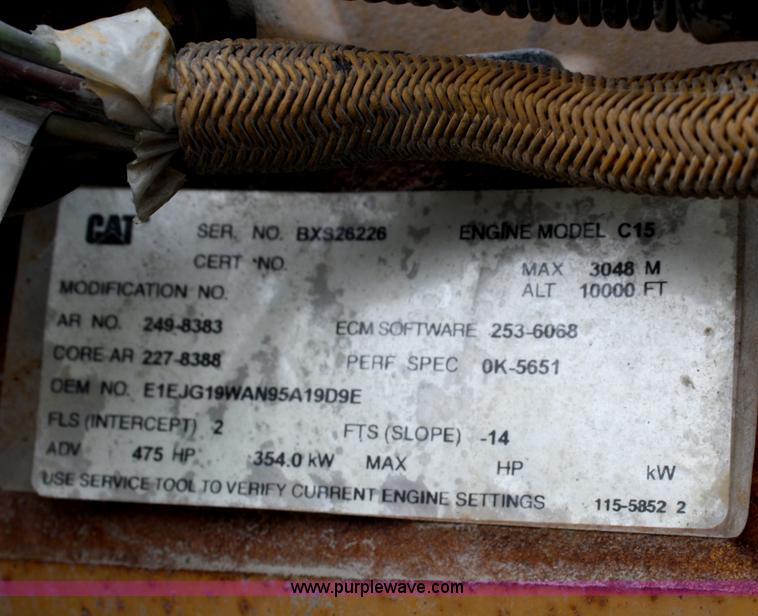 CAT SER. NO. BXS26226 ENGINE MODEL C15
CERT NO. MAX 3048 M
MODIFICATION NO. ALT 10000 FT
AR NO. 249-8383 ECM SOFTWARE 253-6068
CORE AR 227-8388 PERF SPEC 0K-5651
OEM NO. E1EJG19WAN95A19D9E
FLS (INTERCEPT) 2 FTS (SLOPE) -14
ADV 475 HP 354.0 kW MAX HP kW
USE SERVICE TOOL TO VERIFY CURRENT ENGINE SETTINGS 115-5852 2
www.purplewave.com